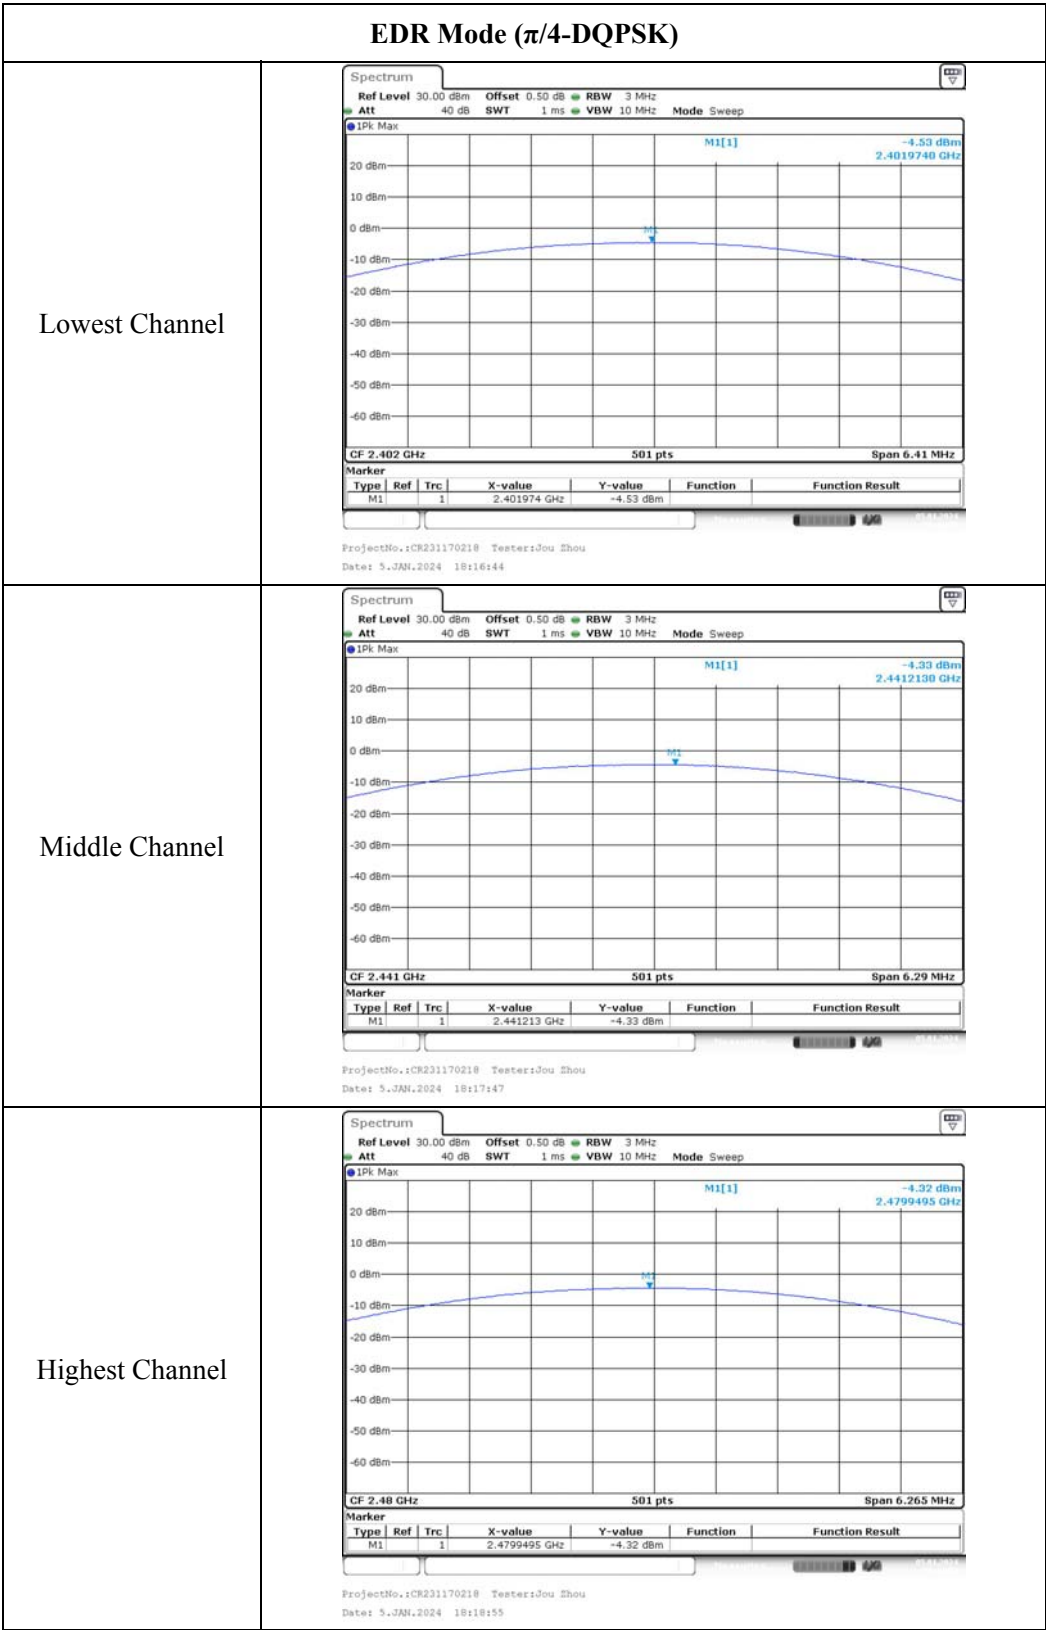 EDR Mode (π/4-DQPSK)
Lowest Channel
Spectrum
Ref Level 30.00 dBm Offset 0.50 dB RBW 3 MHz
Att 40 dB SWT 1 ms VBW 10 MHz Mode Sweep
1Pk Max
M1[1] -4.53 dBm
2.4019740 GHz
M1
20 dBm
10 dBm
0 dBm
-10 dBm
-20 dBm
-30 dBm
-40 dBm
-50 dBm
-60 dBm
CF 2.402 GHz 501 pts Span 6.41 MHz
Marker
Type Ref Trc X-value Y-value Function Function Result
M1 1 2.401974 GHz -4.53 dBm
ProjectNo.:CR231170218 Tester:Jou Zhou
Date: 5.JAN.2024 18:16:44
Middle Channel
Spectrum
Ref Level 30.00 dBm Offset 0.50 dB RBW 3 MHz
Att 40 dB SWT 1 ms VBW 10 MHz Mode Sweep
1Pk Max
M1[1] -4.33 dBm
2.4412130 GHz
M1
20 dBm
10 dBm
0 dBm
-10 dBm
-20 dBm
-30 dBm
-40 dBm
-50 dBm
-60 dBm
CF 2.441 GHz 501 pts Span 6.29 MHz
Marker
Type Ref Trc X-value Y-value Function Function Result
M1 1 2.441213 GHz -4.33 dBm
ProjectNo.:CR231170218 Tester:Jou Zhou
Date: 5.JAN.2024 18:17:47
Highest Channel
Spectrum
Ref Level 30.00 dBm Offset 0.50 dB RBW 3 MHz
Att 40 dB SWT 1 ms VBW 10 MHz Mode Sweep
1Pk Max
M1[1] -4.32 dBm
2.4799495 GHz
M1
20 dBm
10 dBm
0 dBm
-10 dBm
-20 dBm
-30 dBm
-40 dBm
-50 dBm
-60 dBm
CF 2.48 GHz 501 pts Span 6.265 MHz
Marker
Type Ref Trc X-value Y-value Function Function Result
M1 1 2.4799495 GHz -4.32 dBm
ProjectNo.:CR231170218 Tester:Jou Zhou
Date: 5.JAN.2024 18:18:55